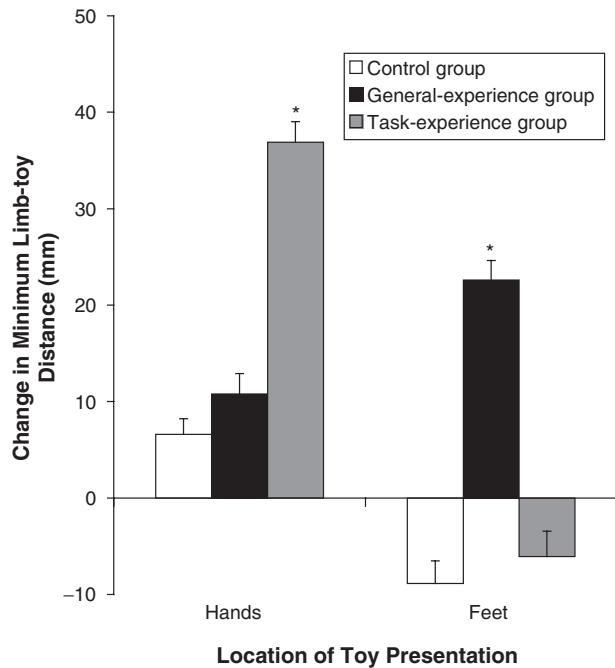 50
Control group
General-experience group
Task-experience group
40
*
30
*
20
10
0
−10
Hands
Feet
Change in Minimum Limb-toy
Distance (mm)
Location of Toy Presentation